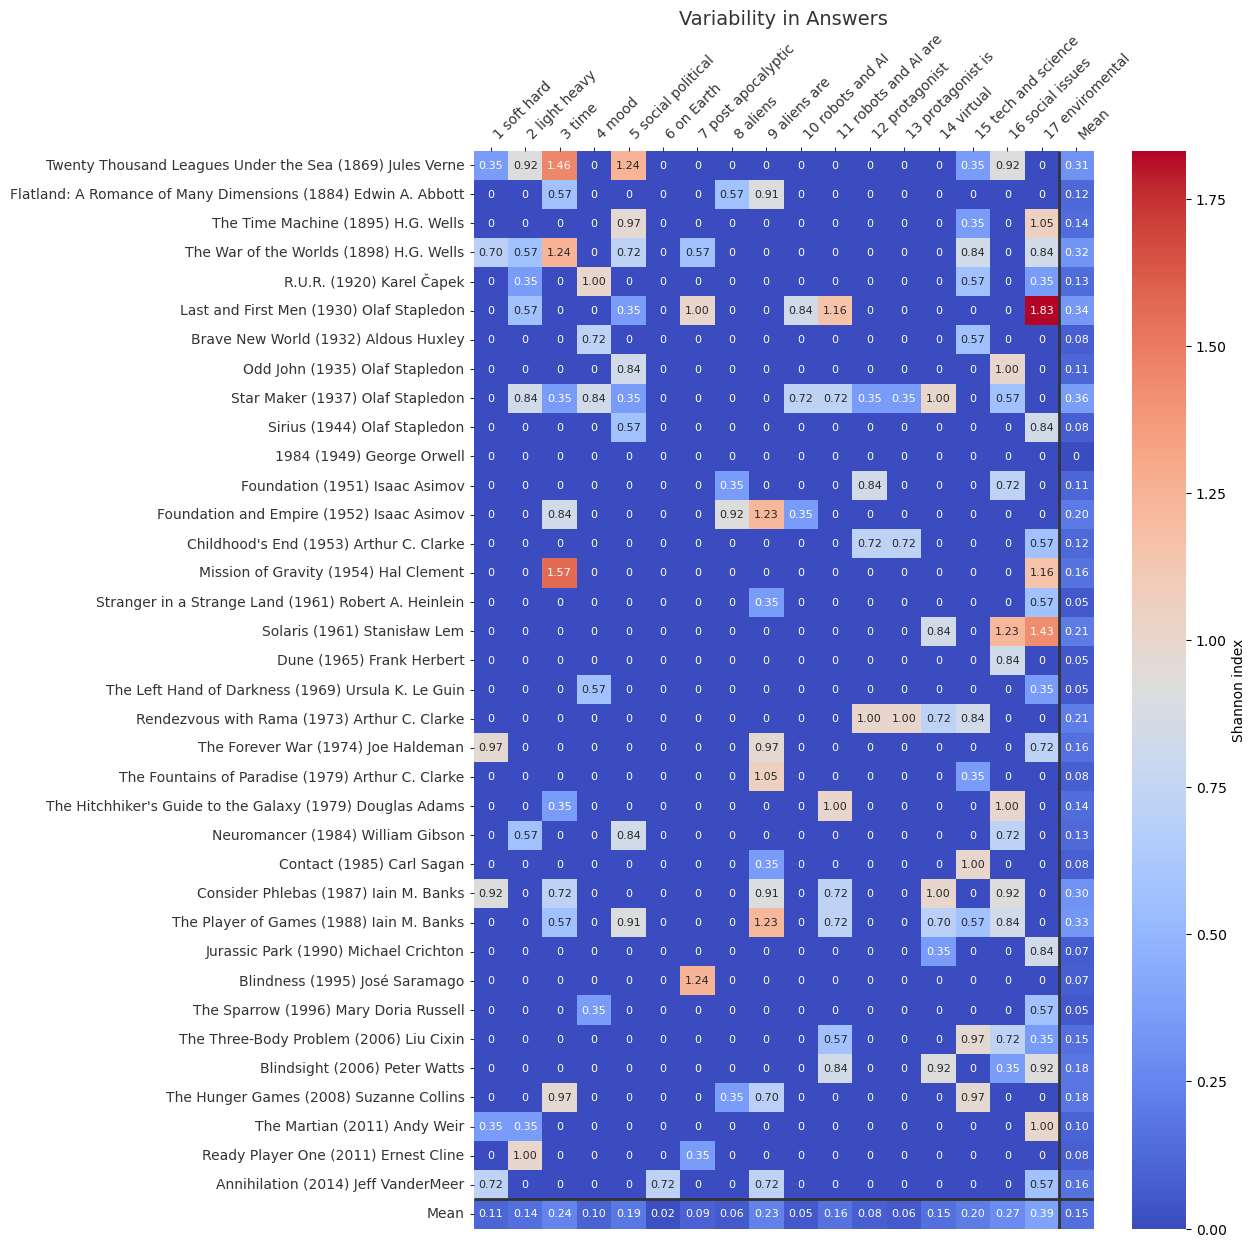 Variability in Answers
1 soft hard
2 light heavy
3 time
4 mood
5 social political
6 on Earth
7 post apocalyptic
8 aliens
9 aliens are
10 robots and AI
11 robots and AI are
12 protagonist
13 protagonist is
14 virtual
15 tech and science
16 social issues
17 enviromental
Mean
Twenty Thousand Leagues Under the Sea (1869) Jules Verne 0.35 0.92 1.46 0 1.24 0 0 0 0 0 0 0 0 0 0.35 0.92 0 0.31
Flatland: A Romance of Many Dimensions (1884) Edwin A. Abbott 0 0 0.57 0 0 0 0 0.57 0.91 0 0 0 0 0 0 0 0 0.12
The Time Machine (1895) H.G. Wells 0 0 0 0 0.97 0 0 0 0 0 0 0 0 0 0.35 0 1.05 0.14
The War of the Worlds (1898) H.G. Wells 0.70 0.57 1.24 0 0.72 0 0.57 0 0 0 0 0 0 0 0.84 0 0.84 0.32
R.U.R. (1920) Karel Čapek 0 0.35 0 1.00 0 0 0 0 0 0 0 0 0 0 0.57 0 0.35 0.13
Last and First Men (1930) Olaf Stapledon 0 0.57 0 0 0.35 0 1.00 0 0 0.84 1.16 0 0 0 0 0 1.83 0.34
Brave New World (1932) Aldous Huxley 0 0 0 0.72 0 0 0 0 0 0 0 0 0 0 0.57 0 0 0.08
Odd John (1935) Olaf Stapledon 0 0 0 0 0.84 0 0 0 0 0 0 0 0 0 0 1.00 0 0.11
Star Maker (1937) Olaf Stapledon 0 0.84 0.35 0.84 0.35 0 0 0 0 0.72 0.72 0.35 0.35 1.00 0 0.57 0 0.36
Sirius (1944) Olaf Stapledon 0 0 0 0 0.57 0 0 0 0 0 0 0 0 0 0 0 0.84 0.08
1984 (1949) George Orwell 0 0 0 0 0 0 0 0 0 0 0 0 0 0 0 0 0 0
Foundation (1951) Isaac Asimov 0 0 0 0 0 0 0 0.35 0 0 0 0.84 0 0 0 0.72 0 0.11
Foundation and Empire (1952) Isaac Asimov 0 0 0.84 0 0 0 0 0.92 1.23 0.35 0 0 0 0 0 0 0 0.20
Childhood's End (1953) Arthur C. Clarke 0 0 0 0 0 0 0 0 0 0 0 0.72 0.72 0 0 0 0.57 0.12
Mission of Gravity (1954) Hal Clement 0 0 1.57 0 0 0 0 0 0 0 0 0 0 0 0 0 1.16 0.16
Stranger in a Strange Land (1961) Robert A. Heinlein 0 0 0 0 0 0 0 0 0.35 0 0 0 0 0 0 0 0.57 0.05
Solaris (1961) Stanisław Lem 0 0 0 0 0 0 0 0 0 0 0 0 0 0.84 0 1.23 1.43 0.21
Dune (1965) Frank Herbert 0 0 0 0 0 0 0 0 0 0 0 0 0 0 0 0.84 0 0.05
The Left Hand of Darkness (1969) Ursula K. Le Guin 0 0 0 0.57 0 0 0 0 0 0 0 0 0 0 0 0 0.35 0.05
Rendezvous with Rama (1973) Arthur C. Clarke 0 0 0 0 0 0 0 0 0 0 0 1.00 1.00 0.72 0.84 0 0 0.21
The Forever War (1974) Joe Haldeman 0.97 0 0 0 0 0 0 0 0.97 0 0 0 0 0 0 0 0.72 0.16
The Fountains of Paradise (1979) Arthur C. Clarke 0 0 0 0 0 0 0 0 1.05 0 0 0 0 0 0.35 0 0 0.08
The Hitchhiker's Guide to the Galaxy (1979) Douglas Adams 0 0 0.35 0 0 0 0 0 0 0 1.00 0 0 0 0 1.00 0 0.14
Neuromancer (1984) William Gibson 0 0.57 0 0 0.84 0 0 0 0 0 0 0 0 0 0 0.72 0 0.13
Contact (1985) Carl Sagan 0 0 0 0 0 0 0 0 0.35 0 0 0 0 0 1.00 0 0 0.08
Consider Phlebas (1987) Iain M. Banks 0.92 0 0.72 0 0 0 0 0 0.91 0 0.72 0 0 1.00 0 0.92 0 0.30
The Player of Games (1988) Iain M. Banks 0 0 0.57 0 0.91 0 0 0 1.23 0 0.72 0 0 0.70 0.57 0.84 0 0.33
Jurassic Park (1990) Michael Crichton 0 0 0 0 0 0 0 0 0 0 0 0 0 0.35 0 0 0.84 0.07
Blindness (1995) José Saramago 0 0 0 0 0 0 1.24 0 0 0 0 0 0 0 0 0 0 0.07
The Sparrow (1996) Mary Doria Russell 0 0 0 0.35 0 0 0 0 0 0 0 0 0 0 0 0 0.57 0.05
The Three-Body Problem (2006) Liu Cixin 0 0 0 0 0 0 0 0 0 0 0.57 0 0 0 0.97 0.72 0.35 0.15
Blindsight (2006) Peter Watts 0 0 0 0 0 0 0 0 0 0 0.84 0 0 0.92 0 0.35 0.92 0.18
The Hunger Games (2008) Suzanne Collins 0 0 0.97 0 0 0 0 0.35 0.70 0 0 0 0 0 0.97 0 0 0.18
The Martian (2011) Andy Weir 0.35 0.35 0 0 0 0 0 0 0 0 0 0 0 0 0 0 1.00 0.10
Ready Player One (2011) Ernest Cline 0 1.00 0 0 0 0 0.35 0 0 0 0 0 0 0 0 0 0 0.08
Annihilation (2014) Jeff VanderMeer 0.72 0 0 0 0 0.72 0 0 0.72 0 0 0 0 0 0 0 0.57 0.16
Mean 0.11 0.14 0.24 0.10 0.19 0.02 0.09 0.06 0.23 0.05 0.16 0.08 0.06 0.15 0.20 0.27 0.39 0.15
1.75
1.50
1.25
1.00
0.75
0.50
0.25
0.00
Shannon index